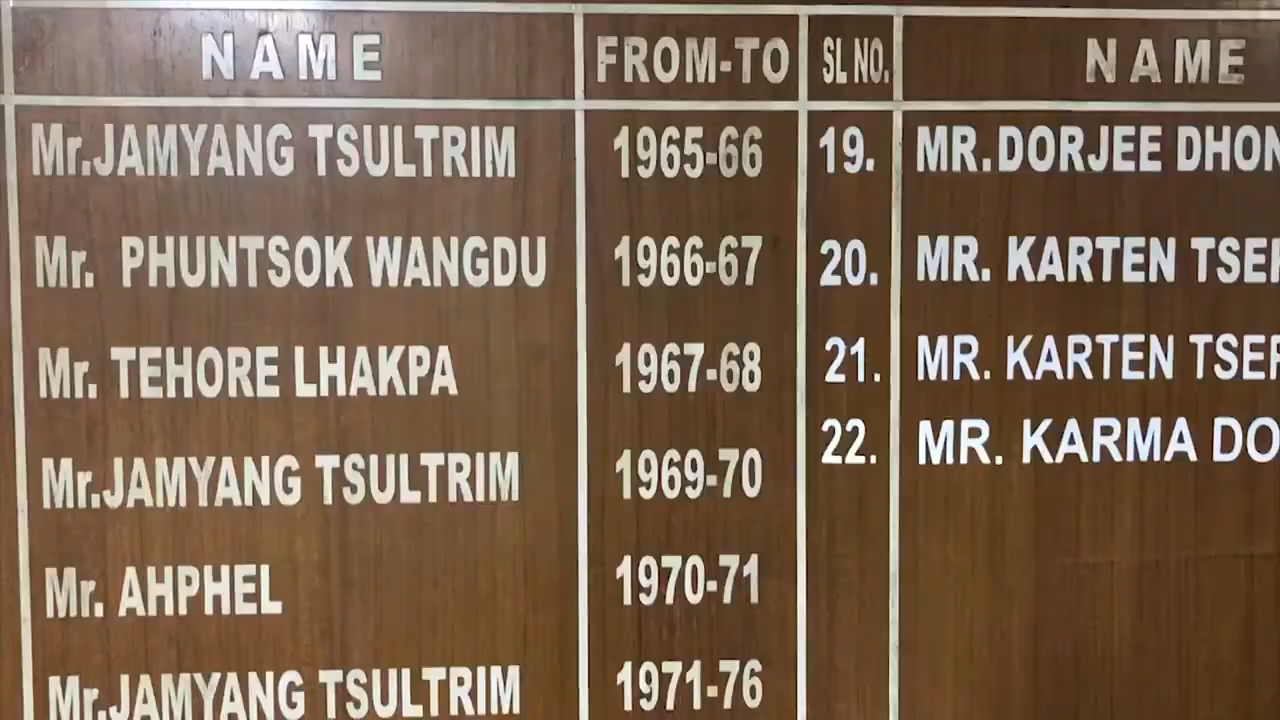 NAME FROM-TO SL NO. NAME
Mr.JAMYANG TSULTRIM 1965-66 19. MR.DORJEE
Mr. PHUNTSOK WANGDU 1966-67 20. MR. KARTEN
Mr. TEHORE LHAKPA 1967-68 21. MR. KARTEN
Mr.JAMYANG TSULTRIM 1969-70 22. MR. KARMA
Mr. AHPHEL 1970-71
Mr.JAMYANG TSULTRIM 1971-76